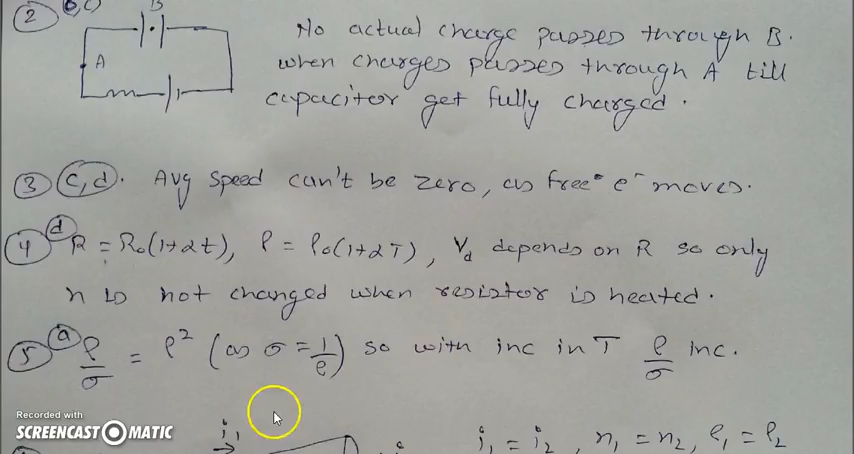 ② b,c) B
A
No actual charge passes through B.
when charges passes through A till
capacitor get fully charged.
③ c,d. Avg speed can't be zero, as free e⁻ moves.
④ d R = R₀(1+αt), ρ = ρ₀(1+αT), Vd depends on R so only
n is not changed when resistor is heated.
⑤ a ρ/σ = ρ² (as σ = 1/ρ) so with inc in T ρ/σ inc.
Recorded with
SCREENCAST O MATIC
i₁ i₁ = i₂, n₁ = n₂, ρ₁ = ρ₂